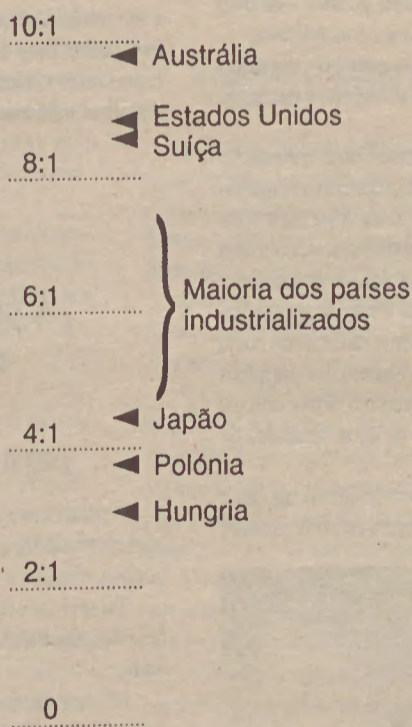 10:1
Austrália
Estados Unidos
Suíça
8:1
6:1
Maioria dos países
industrializados
Japão
4:1
Polónia
Hungria
2:1
0